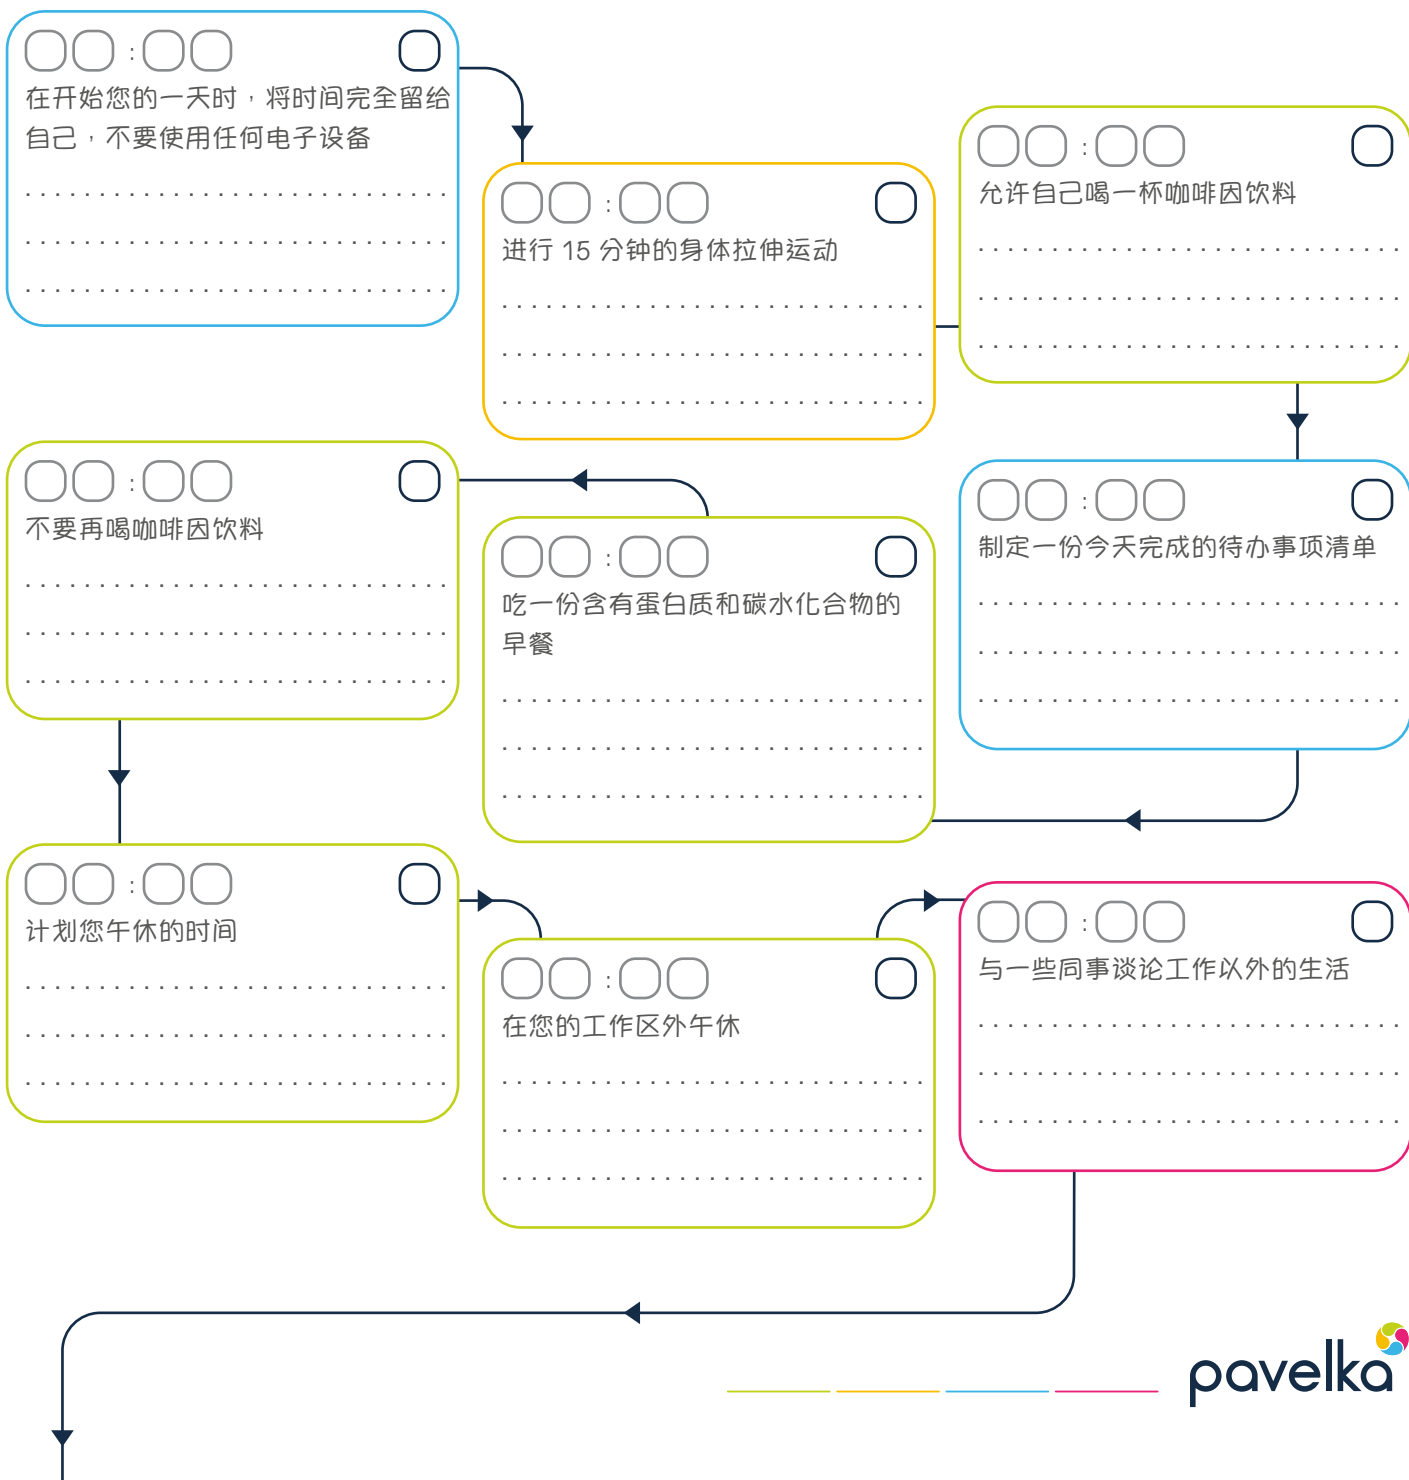 :
在开始您的一天时，将时间完全留给
自己，不要使用任何电子设备
:
进行 15 分钟的身体拉伸运动
:
允许自己喝一杯咖啡因饮料
:
制定一份今天完成的待办事项清单
:
吃一份含有蛋白质和碳水化合物的
早餐
:
不要再喝咖啡因饮料
:
计划您午休的时间
:
在您的工作区外午休
:
与一些同事谈论工作以外的生活
pavelka